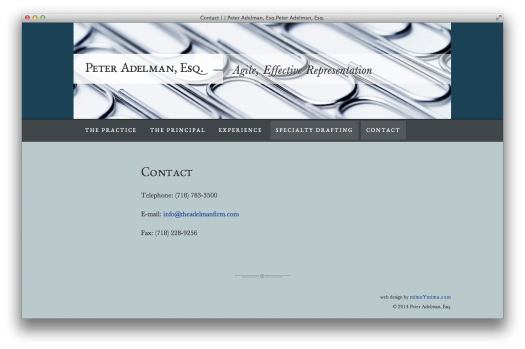 Contact | | Peter Adelman, Esq.Peter Adelman, Esq.
Peter Adelman, Esq. — Agile, Effective Representation
THE PRACTICE THE PRINCIPAL EXPERIENCE SPECIALTY DRAFTING CONTACT
Contact
Telephone: (718) 783-3500
E-mail: info@theadelmanfirm.com
Fax: (718) 228-9256
web design by mimoYmima.com
© 2014 Peter Adelman, Esq.